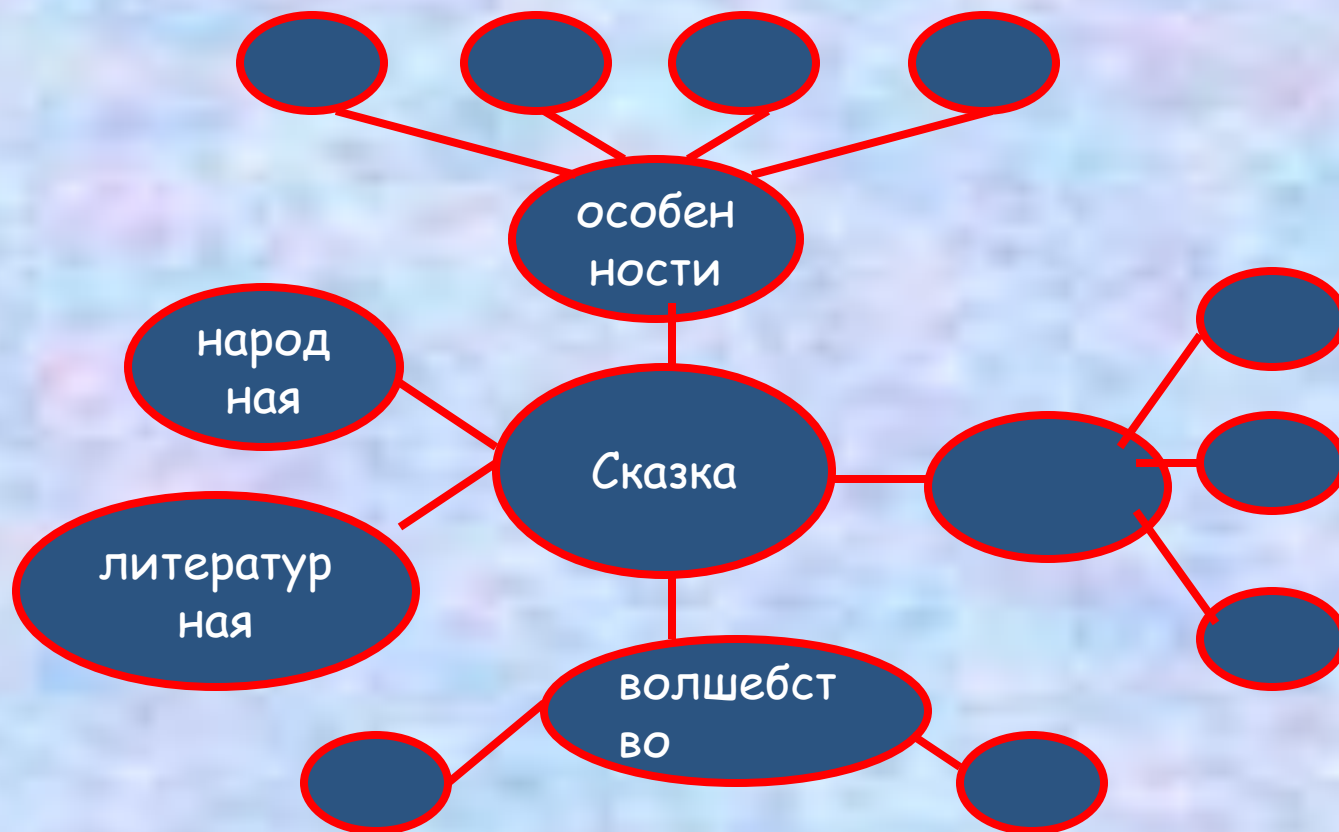 особен
ности
народ
ная
Сказка
литератур
ная
волшебст
во